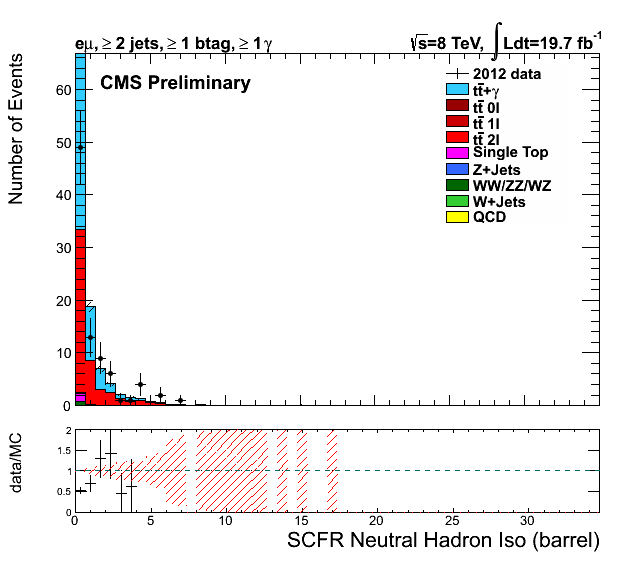 eμ, ≥ 2 jets, ≥ 1 btag, ≥ 1 γ
√s=8 TeV, ∫ Ldt=19.7 fb⁻¹
CMS Preliminary
2012 data
tt̄+γ
tt̄ 0l
tt̄ 1l
tt̄ 2l
Single Top
Z+Jets
WW/ZZ/WZ
W+Jets
QCD
Number of Events
60
50
40
30
20
10
0
data/MC
2
1.5
1
0.5
0
0 5 10 15 20 25 30
SCFR Neutral Hadron Iso (barrel)